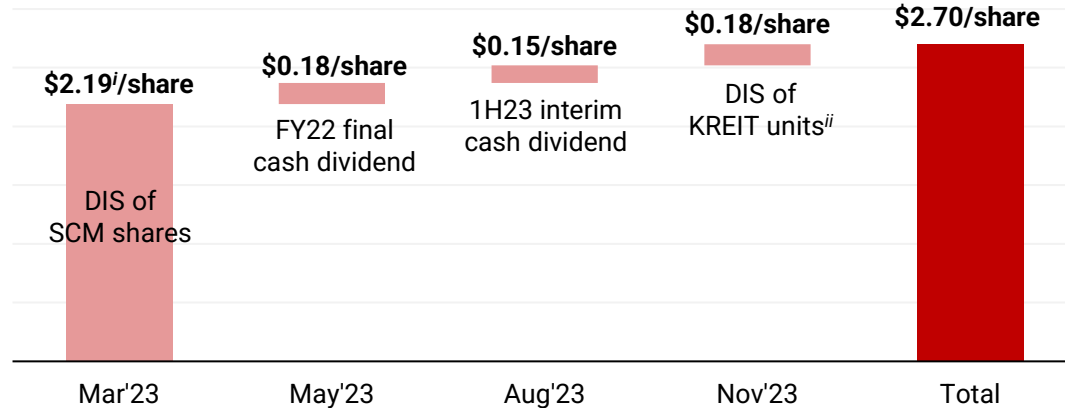 $2.19ⁱ/share
DIS of
SCM shares
$0.18/share
FY22 final
cash dividend
$0.15/share
1H23 interim
cash dividend
$0.18/share
DIS of
KREIT unitsⁱⁱ
$2.70/share
Mar'23
May'23
Aug'23
Nov'23
Total